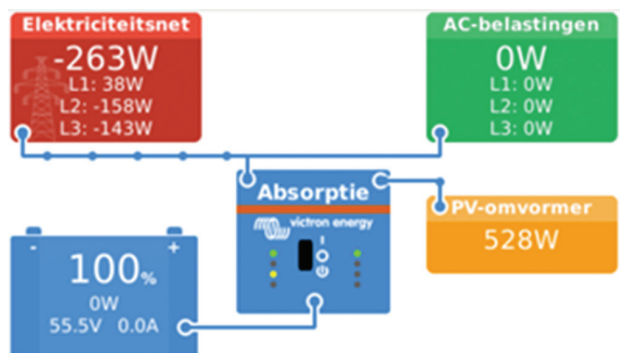 Elektriciteitsnet
-263W
L1: 38W
L2: -158W
L3: -143W
AC-belastingen
0W
L1: 0W
L2: 0W
L3: 0W
Absorptie
victron energy
PV-omvormer
528W
- +
100%
0W
55.5V 0.0A